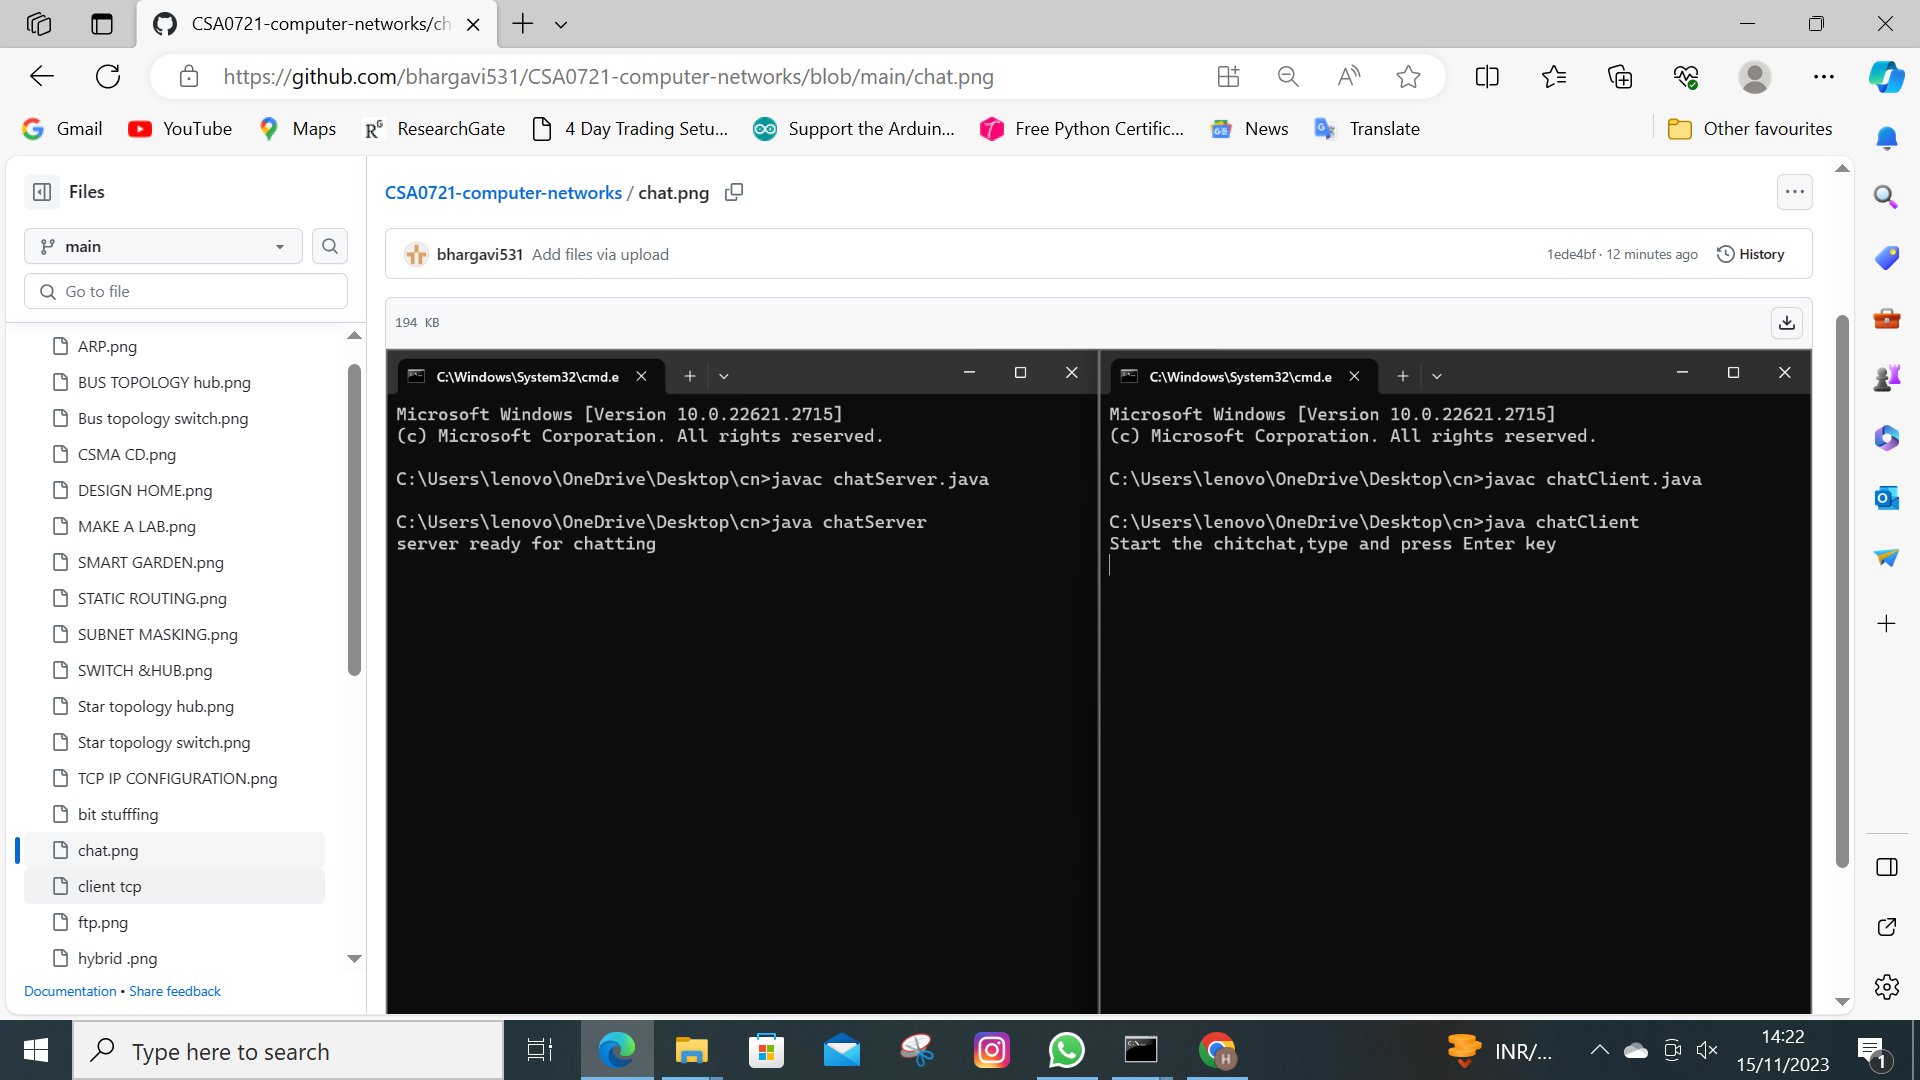 CSA0721-computer-networks/ch
https://github.com/bhargavi531/CSA0721-computer-networks/blob/main/chat.png
Gmail
YouTube
Maps
ResearchGate
4 Day Trading Setu...
Support the Arduin...
Free Python Certific...
News
Translate
Other favourites
Files
CSA0721-computer-networks / chat.png
main
bhargavi531 Add files via upload
1ede4bf · 12 minutes ago
History
Go to file
194 KB
ARP.png
BUS TOPOLOGY hub.png
Bus topology switch.png
CSMA CD.png
DESIGN HOME.png
MAKE A LAB.png
SMART GARDEN.png
STATIC ROUTING.png
SUBNET MASKING.png
SWITCH &HUB.png
Star topology hub.png
Star topology switch.png
TCP IP CONFIGURATION.png
bit stufffing
chat.png
client tcp
ftp.png
hybrid .png
Documentation • Share feedback
C:\Windows\System32\cmd.e
Microsoft Windows [Version 10.0.22621.2715]
(c) Microsoft Corporation. All rights reserved.
C:\Users\lenovo\OneDrive\Desktop\cn>javac chatServer.java
C:\Users\lenovo\OneDrive\Desktop\cn>java chatServer
server ready for chatting
C:\Windows\System32\cmd.e
Microsoft Windows [Version 10.0.22621.2715]
(c) Microsoft Corporation. All rights reserved.
C:\Users\lenovo\OneDrive\Desktop\cn>javac chatClient.java
C:\Users\lenovo\OneDrive\Desktop\cn>java chatClient
Start the chitchat,type and press Enter key
Type here to search
INR/...
14:22
15/11/2023
1